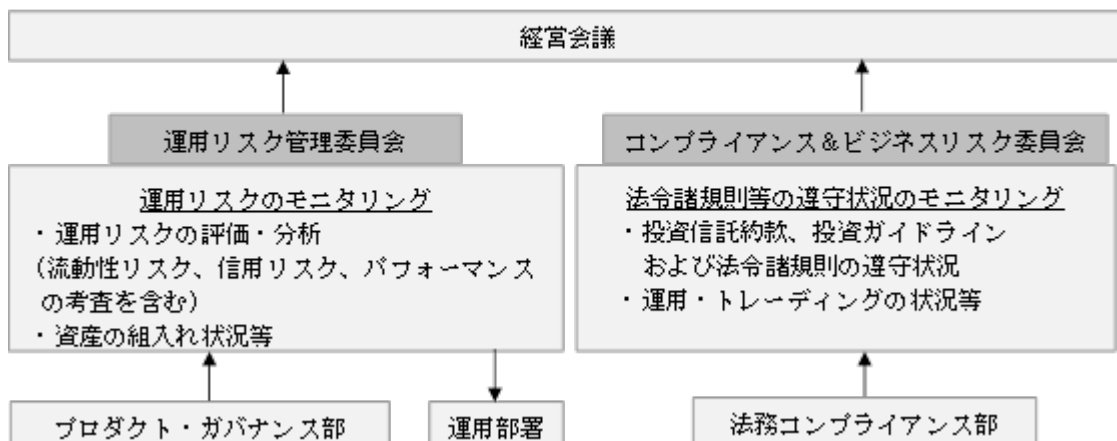 経営会議
運用リスク管理委員会
運用リスクのモニタリング
・運用リスクの評価・分析
(流動性リスク、信用リスク、パフォーマンス
の考査を含む)
・資産の組入れ状況等
プロダクト・ガバナンス部
運用部署
コンプライアンス&ビジネスリスク委員会
法令諸規則等の遵守状況のモニタリング
・投資信託約款、投資ガイドライン
および法令諸規則の遵守状況
・運用・トレーディングの状況等
法務コンプライアンス部